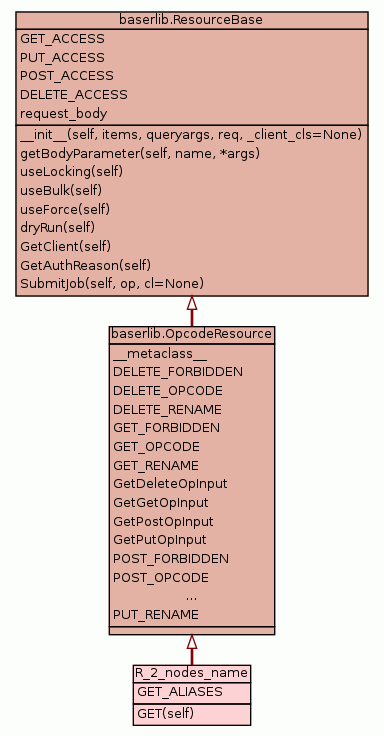 baserlib.ResourceBase
GET_ACCESS
PUT_ACCESS
POST_ACCESS
DELETE_ACCESS
request_body
__init__(self, items, queryargs, req, _client_cls=None)
getBodyParameter(self, name, *args)
useLocking(self)
useBulk(self)
useForce(self)
dryRun(self)
GetClient(self)
GetAuthReason(self)
SubmitJob(self, op, cl=None)
baserlib.OpcodeResource
__metaclass__
DELETE_FORBIDDEN
DELETE_OPCODE
DELETE_RENAME
GET_FORBIDDEN
GET_OPCODE
GET_RENAME
GetDeleteOpInput
GetGetOpInput
GetPostOpInput
GetPutOpInput
POST_FORBIDDEN
POST_OPCODE
...
PUT_RENAME
R_2_nodes_name
GET_ALIASES
GET(self)